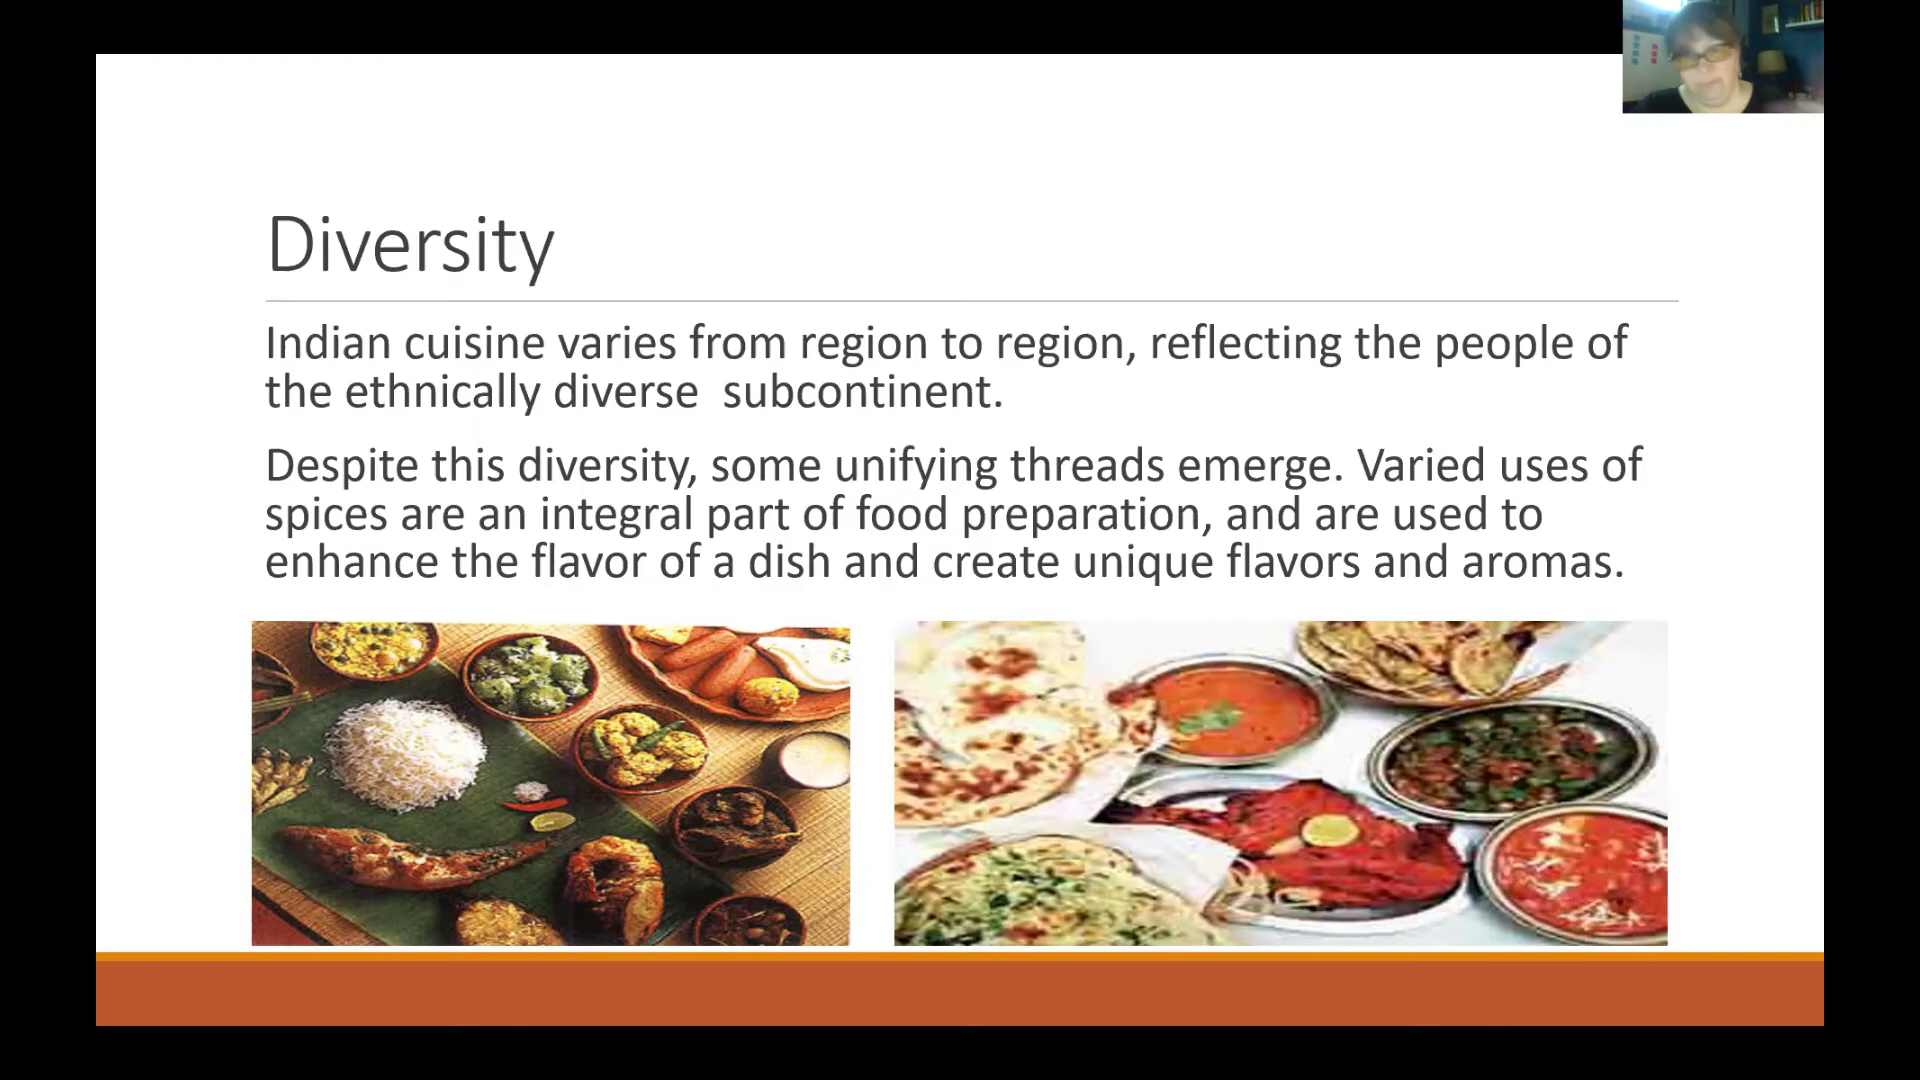 Diversity
Indian cuisine varies from region to region, reflecting the people of
the ethnically diverse  subcontinent.
Despite this diversity, some unifying threads emerge. Varied uses of
spices are an integral part of food preparation, and are used to
enhance the flavor of a dish and create unique flavors and aromas.